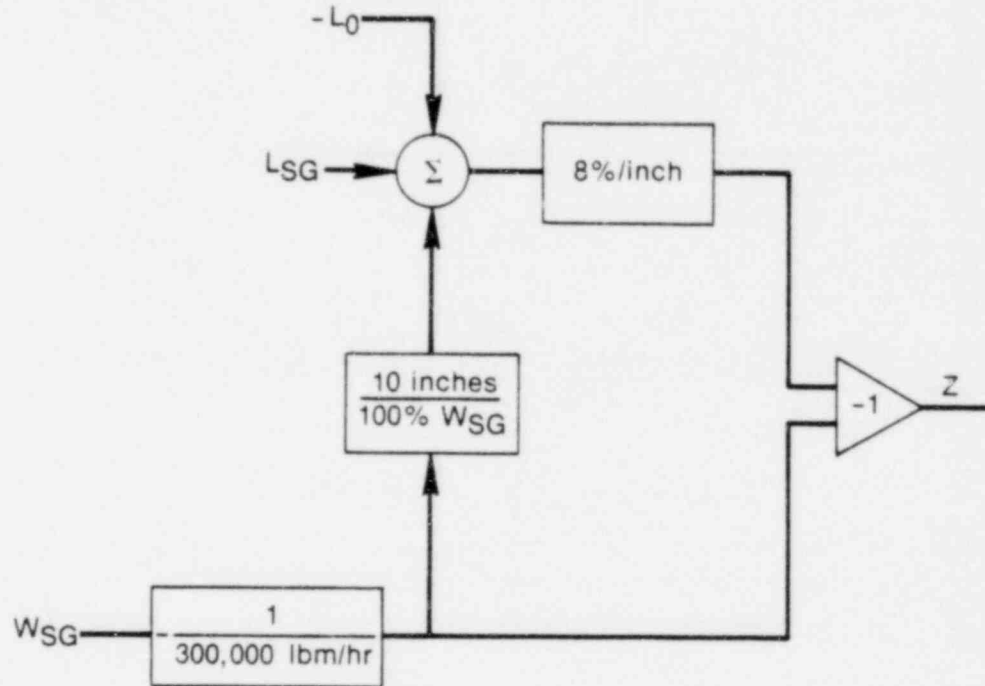 -L0
LSG
Σ
8%/inch
10 inches
100% WSG
-1
Z
WSG
- 1
300,000 lbm/hr